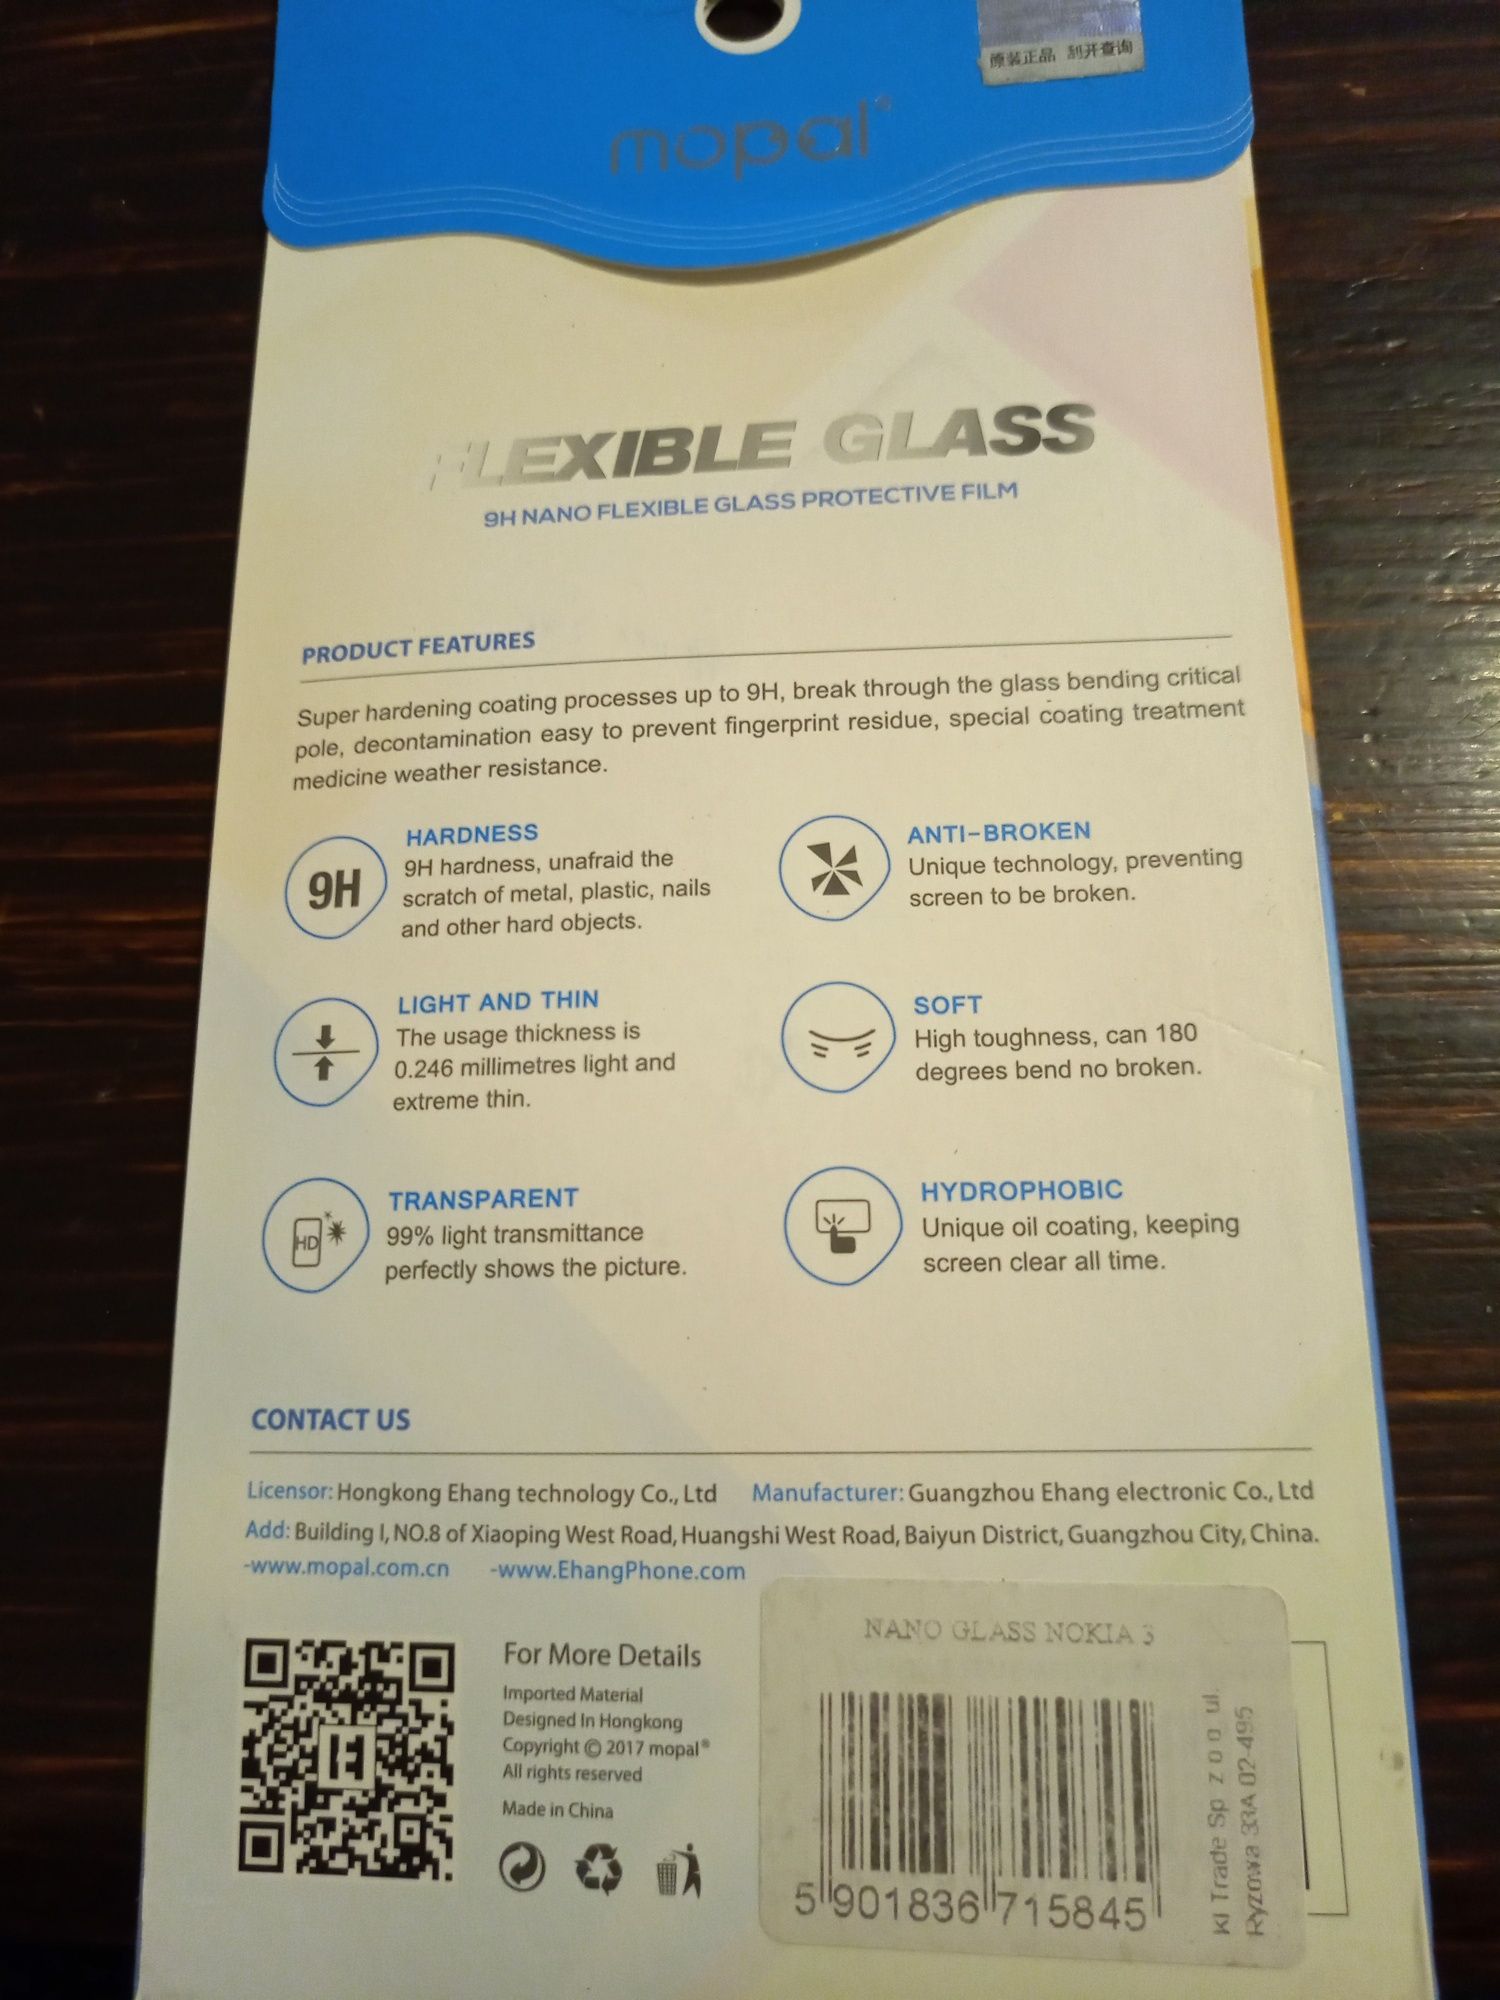 原装正品 刮开查询
mopal®
FLEXIBLE GLASS
9H NANO FLEXIBLE GLASS PROTECTIVE FILM
PRODUCT FEATURES
Super hardening coating processes up to 9H, break through the glass bending critical
pole, decontamination easy to prevent fingerprint residue, special coating treatment
medicine weather resistance.
9H
HARDNESS
9H hardness, unafraid the
scratch of metal, plastic, nails
and other hard objects.
ANTI-BROKEN
Unique technology, preventing
screen to be broken.
LIGHT AND THIN
The usage thickness is
0.246 millimetres light and
extreme thin.
SOFT
High toughness, can 180
degrees bend no broken.
HD
TRANSPARENT
99% light transmittance
perfectly shows the picture.
HYDROPHOBIC
Unique oil coating, keeping
screen clear all time.
CONTACT US
Licensor: Hongkong Ehang technology Co., Ltd Manufacturer: Guangzhou Ehang electronic Co., Ltd
Add: Building I, NO.8 of Xiaoping West Road, Huangshi West Road, Baiyun District, Guangzhou City, China.
-www.mopal.com.cn -www.EhangPhone.com
E
For More Details
Imported Material
Designed In Hongkong
Copyright © 2017 mopal®
All rights reserved
Made in China
NANO GLASS NOKIA 3
5 901836 715845
KI Trade Sp z o o ul.
Ryzowa 33A 02-495